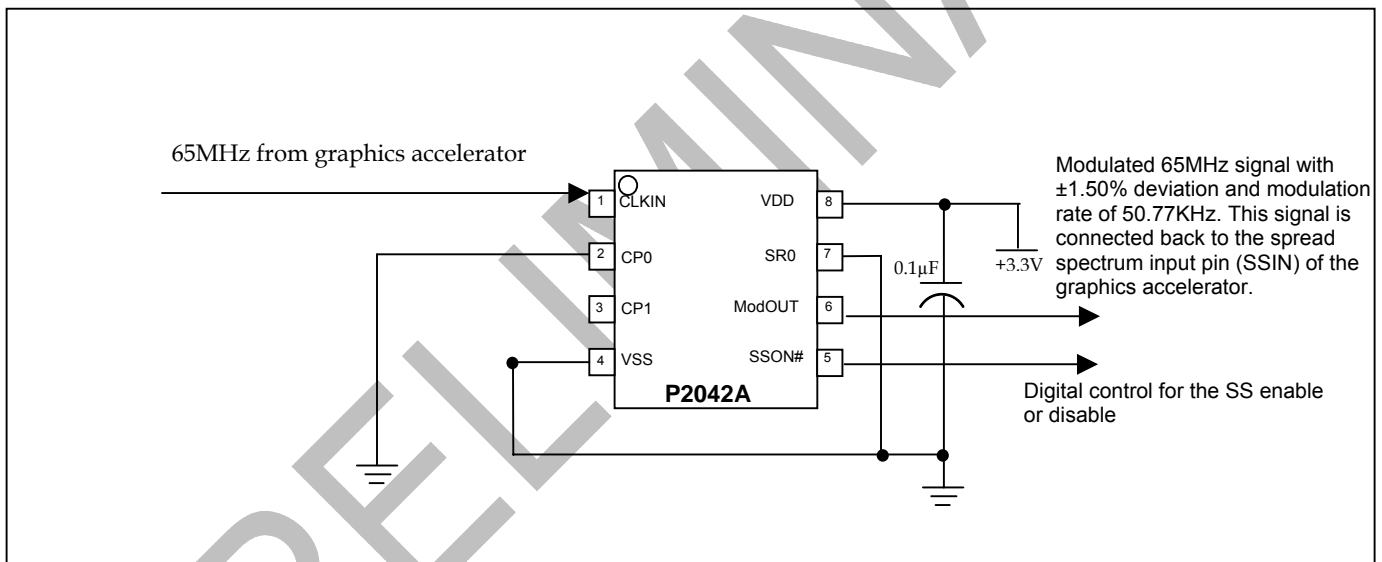 65MHz from graphics accelerator
1 CLKIN
2 CP0
3 CP1
4 VSS
VDD 8
SR0 7
ModOUT 6
SSON# 5
P2042A
0.1µF
+3.3V
Modulated 65MHz signal with
±1.50% deviation and modulation
rate of 50.77KHz. This signal is
connected back to the spread
spectrum input pin (SSIN) of the
graphics accelerator.
Digital control for the SS enable
or disable